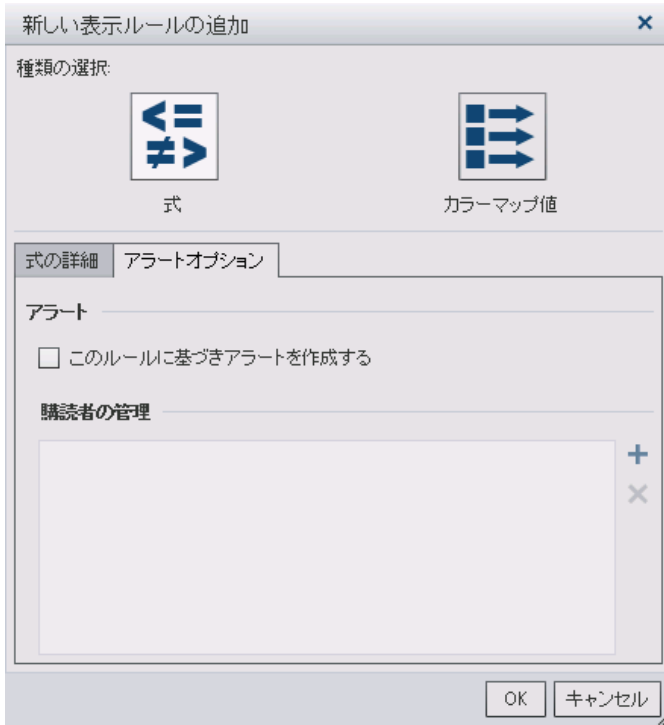 新しい表示ルールの追加
種類の選択:
式
カラーマップ値
式の詳細
アラートオプション
アラート
このルールに基づきアラートを作成する
購読者の管理
OK
キャンセル